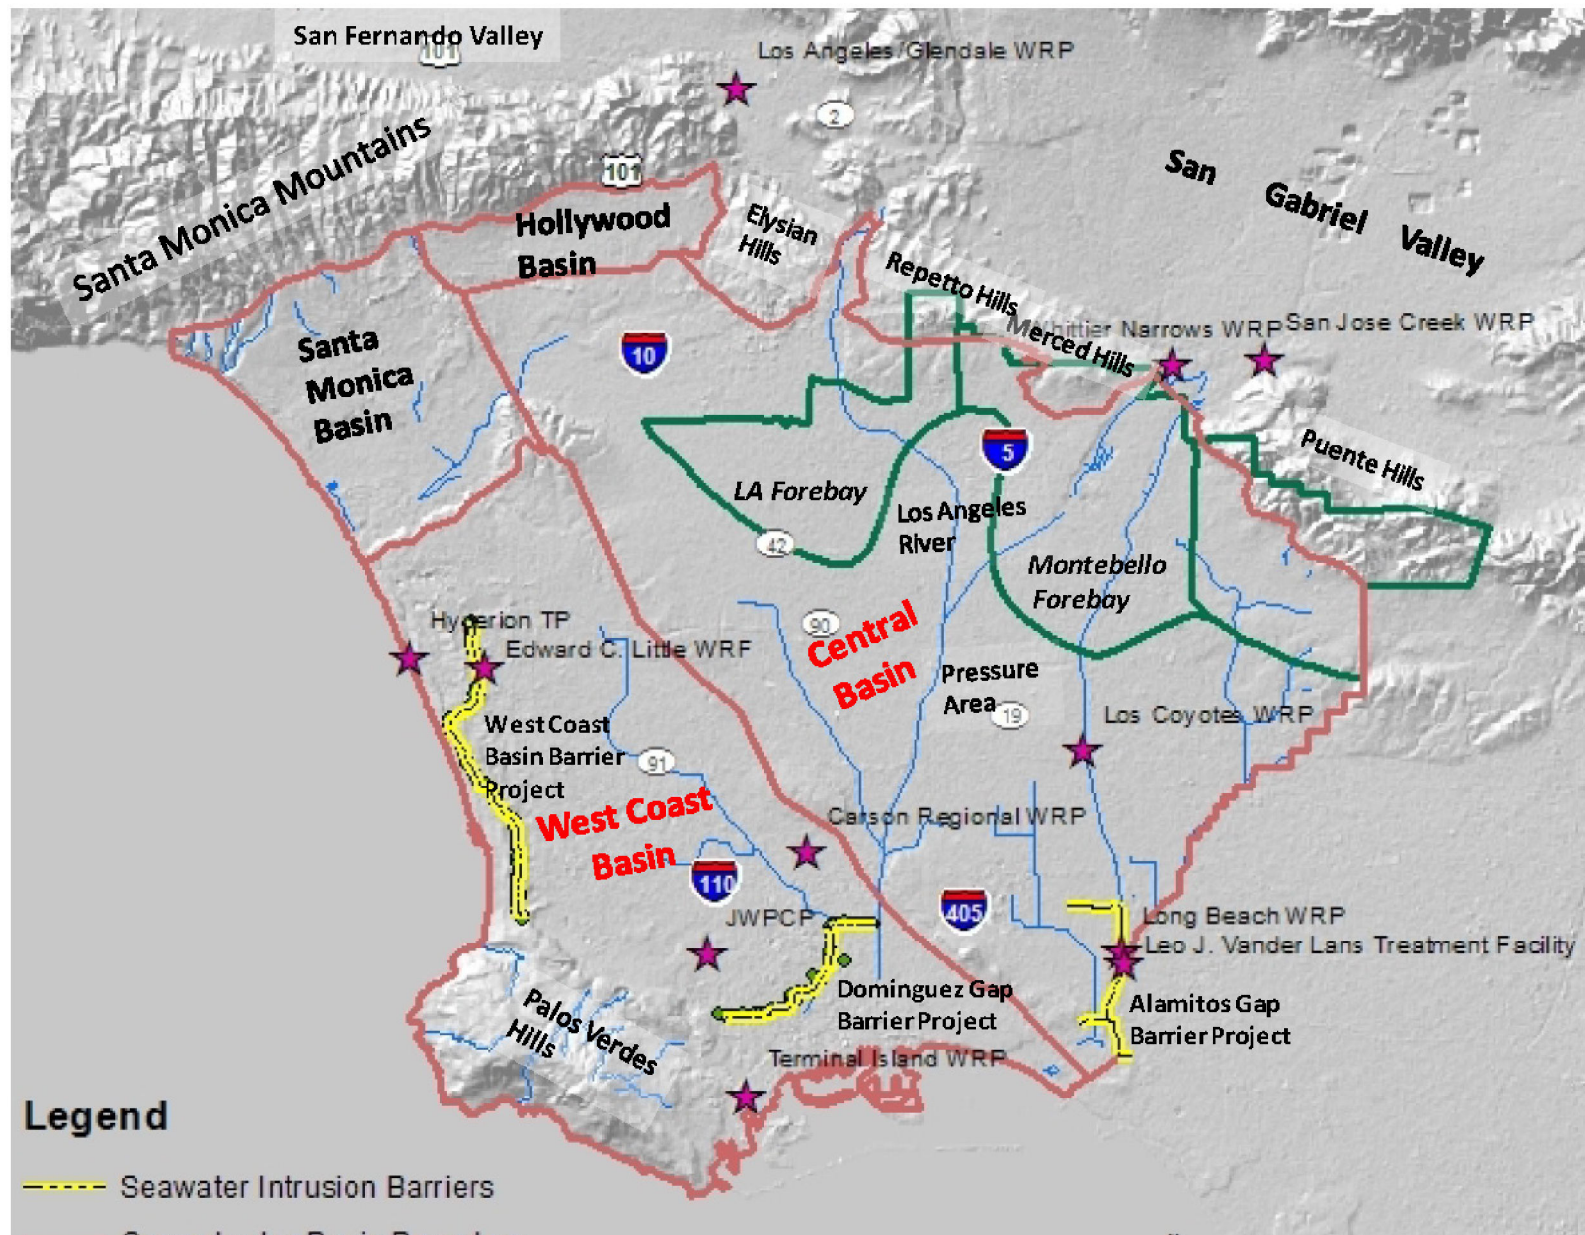 San Fernando Valley
101
Los Angeles/Glendale WRP
2
Santa Monica Mountains
101
San Gabriel Valley
Hollywood
Basin
Elysian
Hills
Repetto Hills
Merced Hills
Whittier Narrows WRP
San Jose Creek WRP
Santa
Monica
Basin
10
5
Puente Hills
LA Forebay
Los Angeles
River
42
Montebello
Forebay
90
Central
Basin
Hyperion TP
Edward C. Little WRF
Pressure
Area
19
Los Coyotes WRP
West Coast
Basin Barrier
Project
91
West Coast
Basin
Carson Regional WRP
110
405
JWPCP
Long Beach WRP
Leo J. Vander Lans Treatment Facility
Dominguez Gap
Barrier Project
Alamitos Gap
Barrier Project
Palos Verdes
Hills
Terminal Island WRP
Legend
Seawater Intrusion Barriers